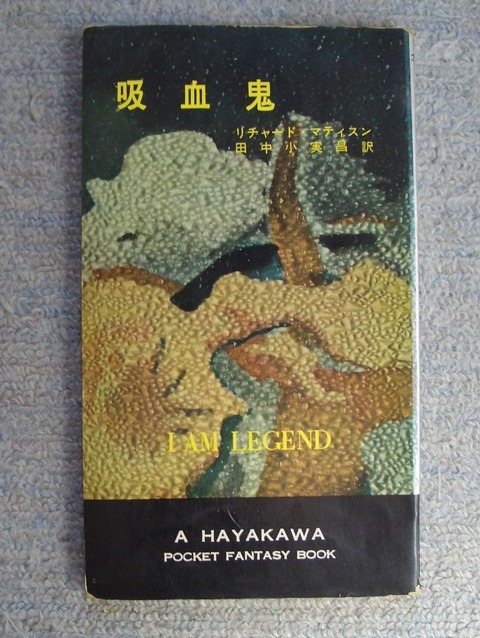 吸血鬼
リチャード・マティスン
田中小実昌訳
I AM LEGEND
A HAYAKAWA
POCKET FANTASY BOOK